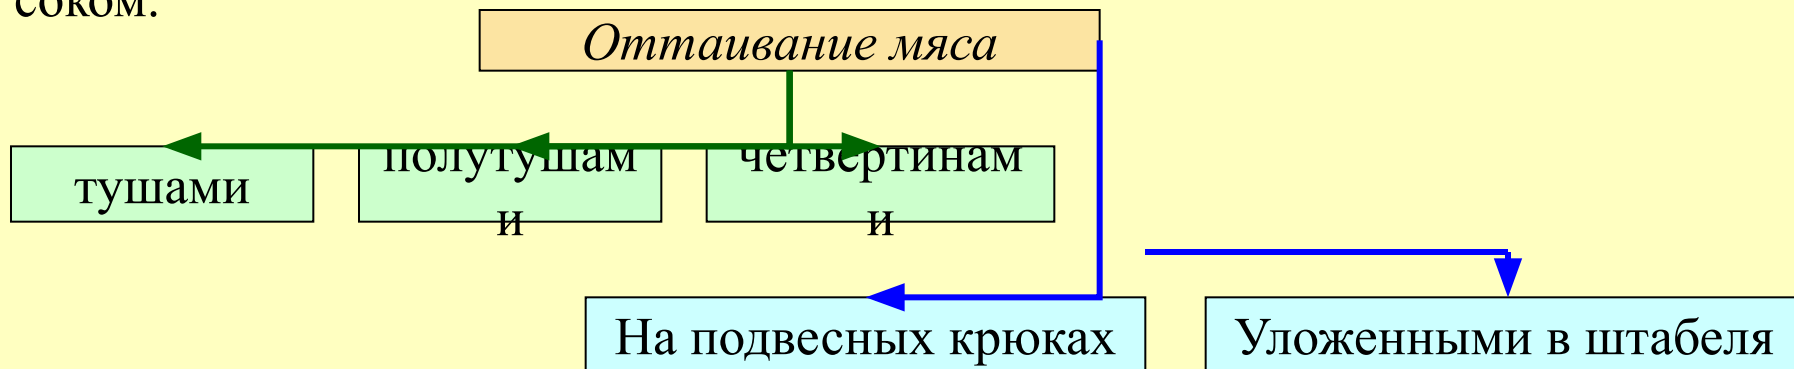 соком.
Оттаивание мяса
тушами
полутушам
и
четвертинам
и
На подвесных крюках
Уложенными в штабеля